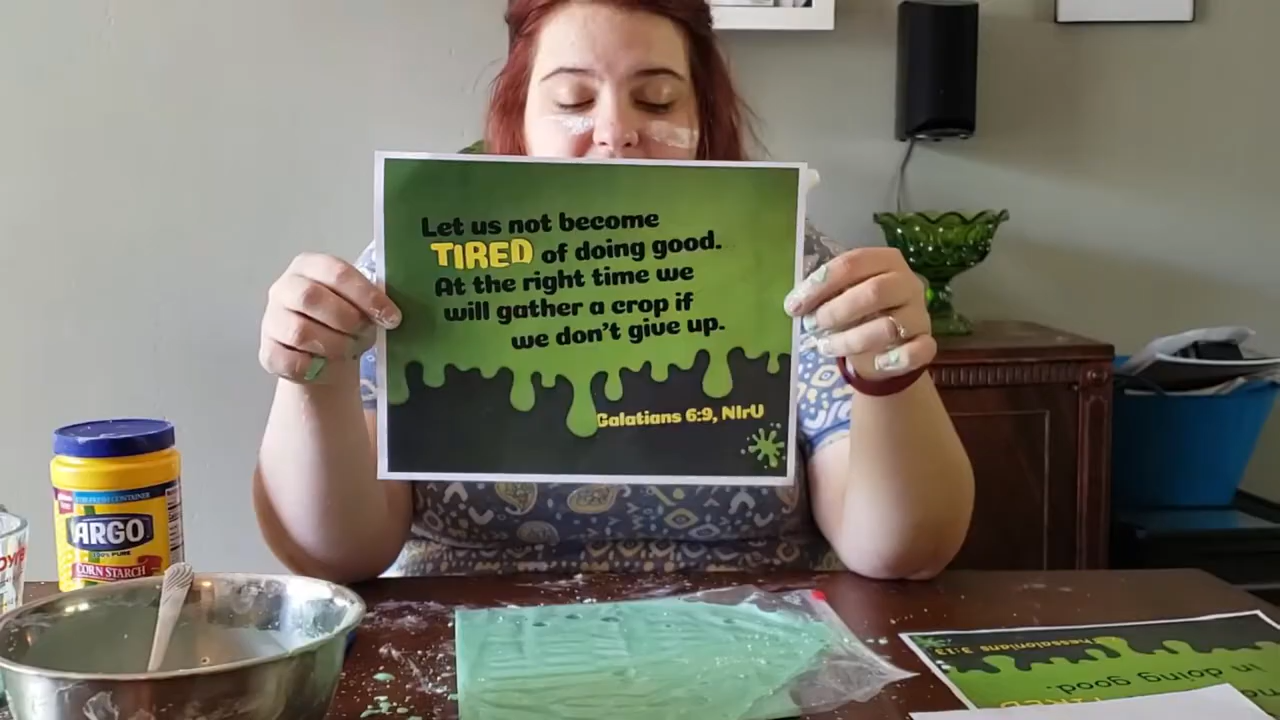 Let us not become
TIRED of doing good.
At the right time we
will gather a crop if
we don't give up.
Galatians 6:9, NIrV
ARGO
100% PURE
CORN STARCH
hessalonians 3:13
in doing good.